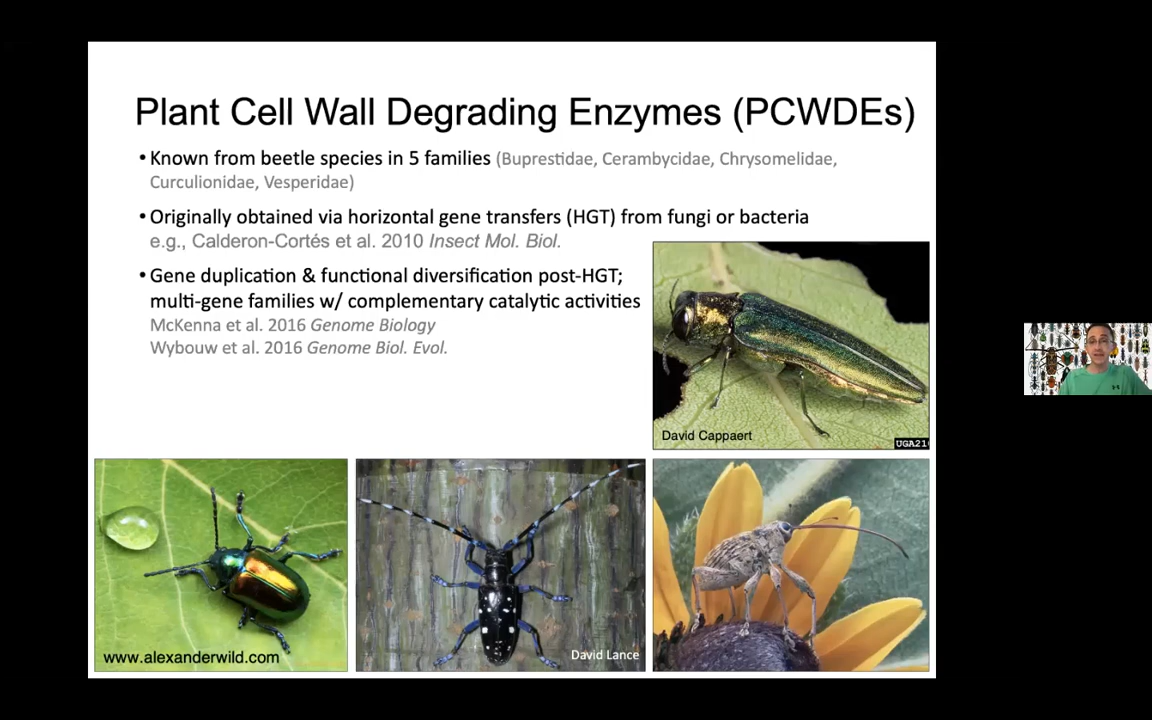 Plant Cell Wall Degrading Enzymes (PCWDEs)
• Known from beetle species in 5 families (Buprestidae, Cerambycidae, Chrysomelidae,
Curculionidae, Vesperidae)
• Originally obtained via horizontal gene transfers (HGT) from fungi or bacteria
e.g., Calderon-Cortés et al. 2010 Insect Mol. Biol.
• Gene duplication & functional diversification post-HGT;
multi-gene families w/ complementary catalytic activities
McKenna et al. 2016 Genome Biology
Wybouw et al. 2016 Genome Biol. Evol.
David Cappaert
www.alexanderwild.com
David Lance